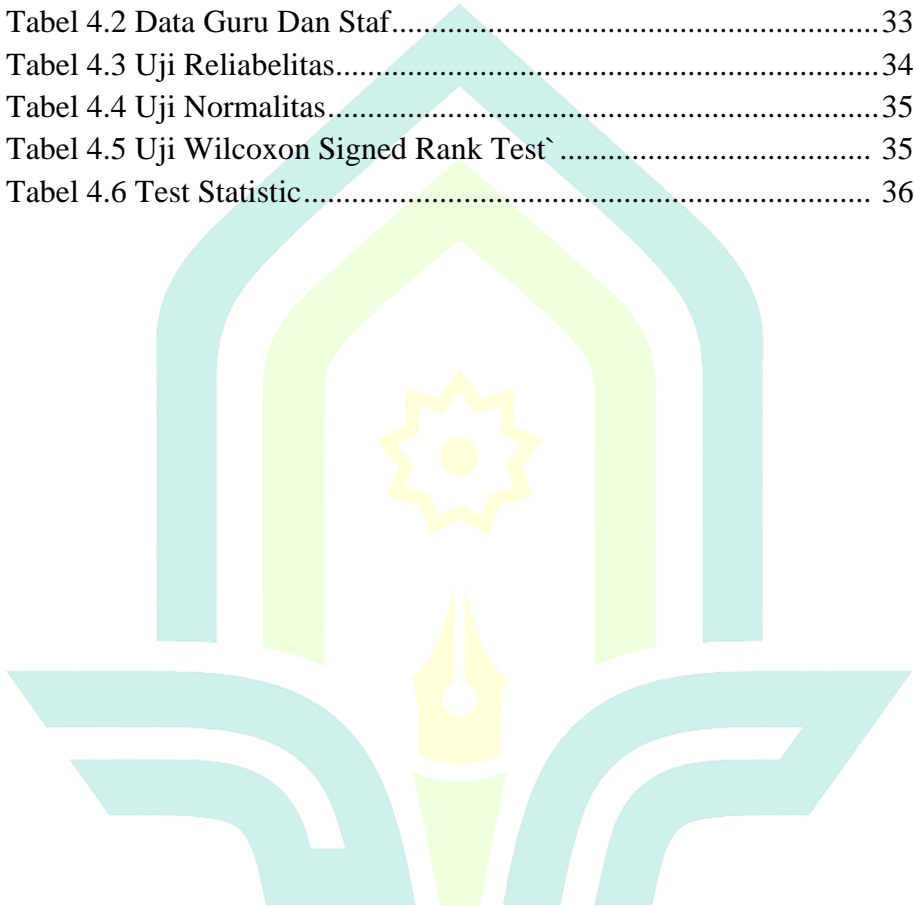 Tabel 4.2 Data Guru Dan Staf........................................................................33
Tabel 4.3 Uji Reliabelitas................................................................................34
Tabel 4.4 Uji Normalitas.................................................................................35
Tabel 4.5 Uji Wilcoxon Signed Rank Test` ............................................. 35
Tabel 4.6 Test Statistic................................................................................ 36